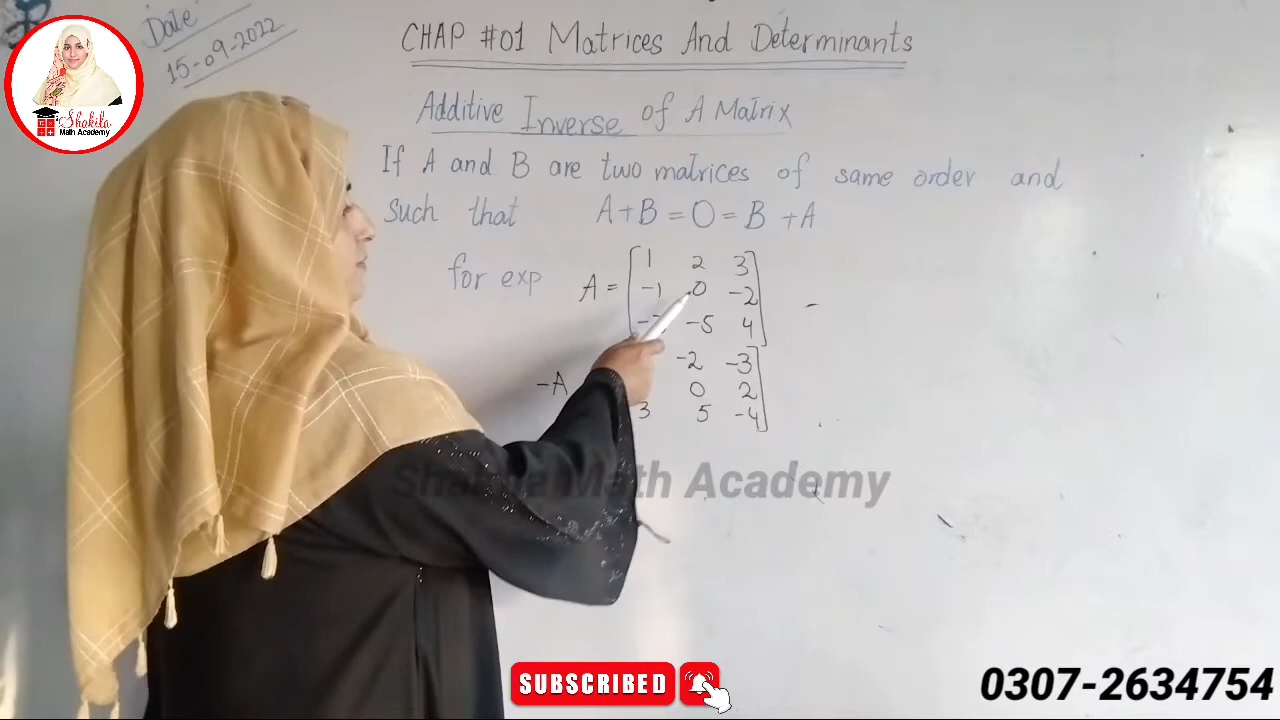 Date
15-09-2022
Shakila
Math Academy
CHAP #01 Matrices And Determinants
Additive Inverse of A Matrix
If A and B are two matrices of same order and
such that A+B = O = B +A
for exp A = 1 2 3
-1 0 -2
-5 4
-A -2 -3
0 2
3 5 -4
Shakila Math Academy
SUBSCRIBED
0307-2634754